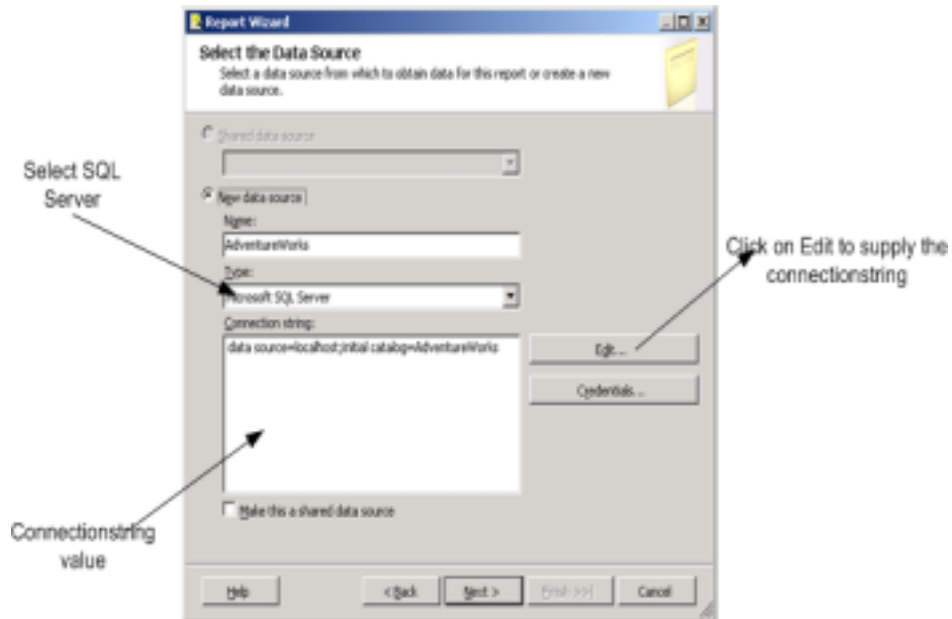 Report Wizard
Select the Data Source
Select a data source from which to obtain data for this report or create a new
data source.
Shared data source
New data source
Name:
AdventureWorks
Type:
Microsoft SQL Server
Connection string:
data source=localhost;initial catalog=AdventureWorks
Edit...
Credentials...
Make this a shared data source
Help
< Back
Next >
Finish >>|
Cancel
Select SQL
Server
Click on Edit to supply the
connectionstring
Connectionstring
value